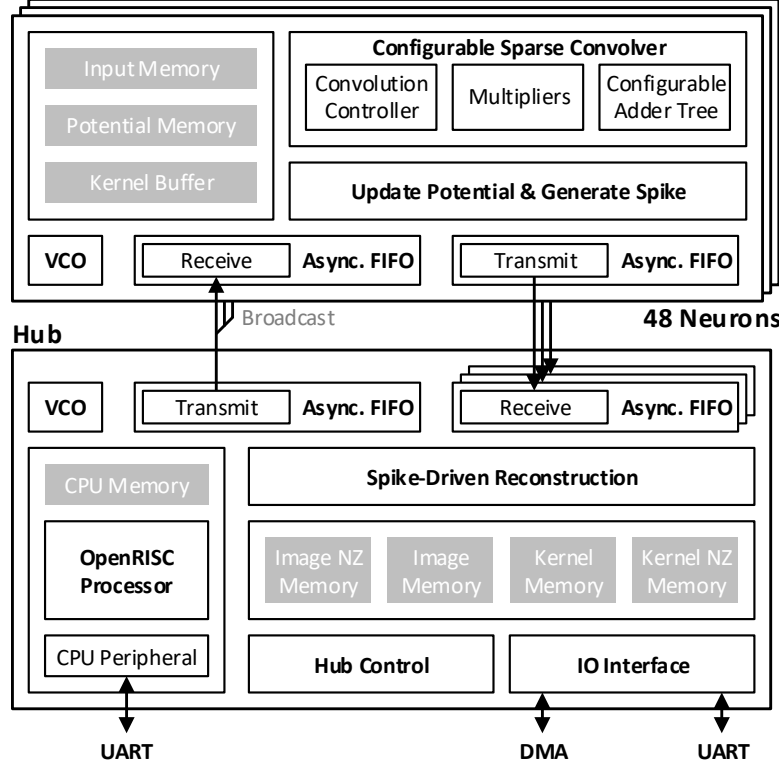 Input Memory
Potential Memory
Kernel Buffer
Configurable Sparse Convolver
Convolution
Controller
Multipliers
Configurable
Adder Tree
Update Potential & Generate Spike
VCO
Receive
Async. FIFO
Transmit
Async. FIFO
Broadcast
48 Neurons
Hub
VCO
Transmit
Async. FIFO
Receive
Async. FIFO
CPU Memory
OpenRISC
Processor
CPU Peripheral
Spike-Driven Reconstruction
Image NZ
Memory
Image
Memory
Kernel
Memory
Kernel NZ
Memory
Hub Control
IO Interface
UART
DMA
UART